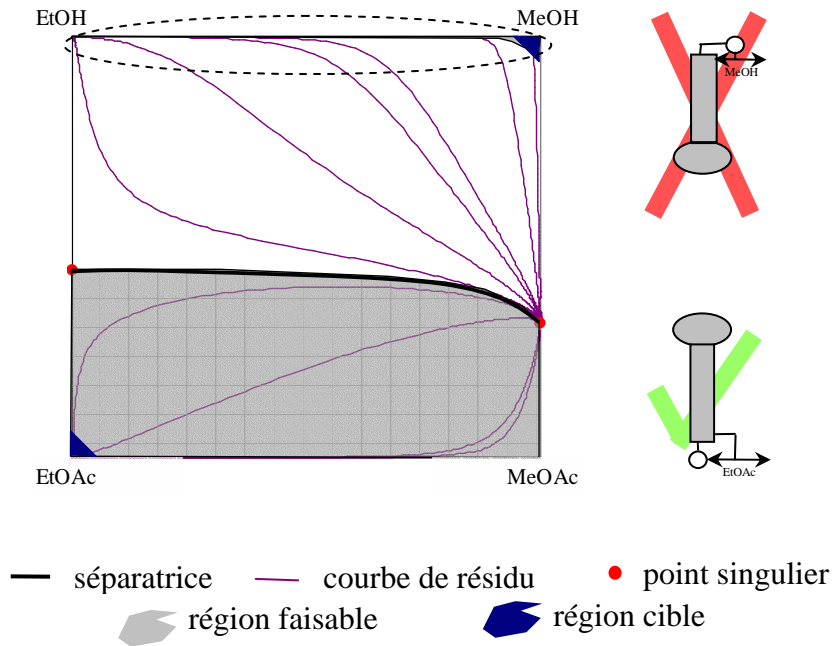 EtOH
MeOH
MeOH
EtOAc
MeOAc
EtOAc
séparatrice
courbe de résidu
point singulier
région faisable
région cible